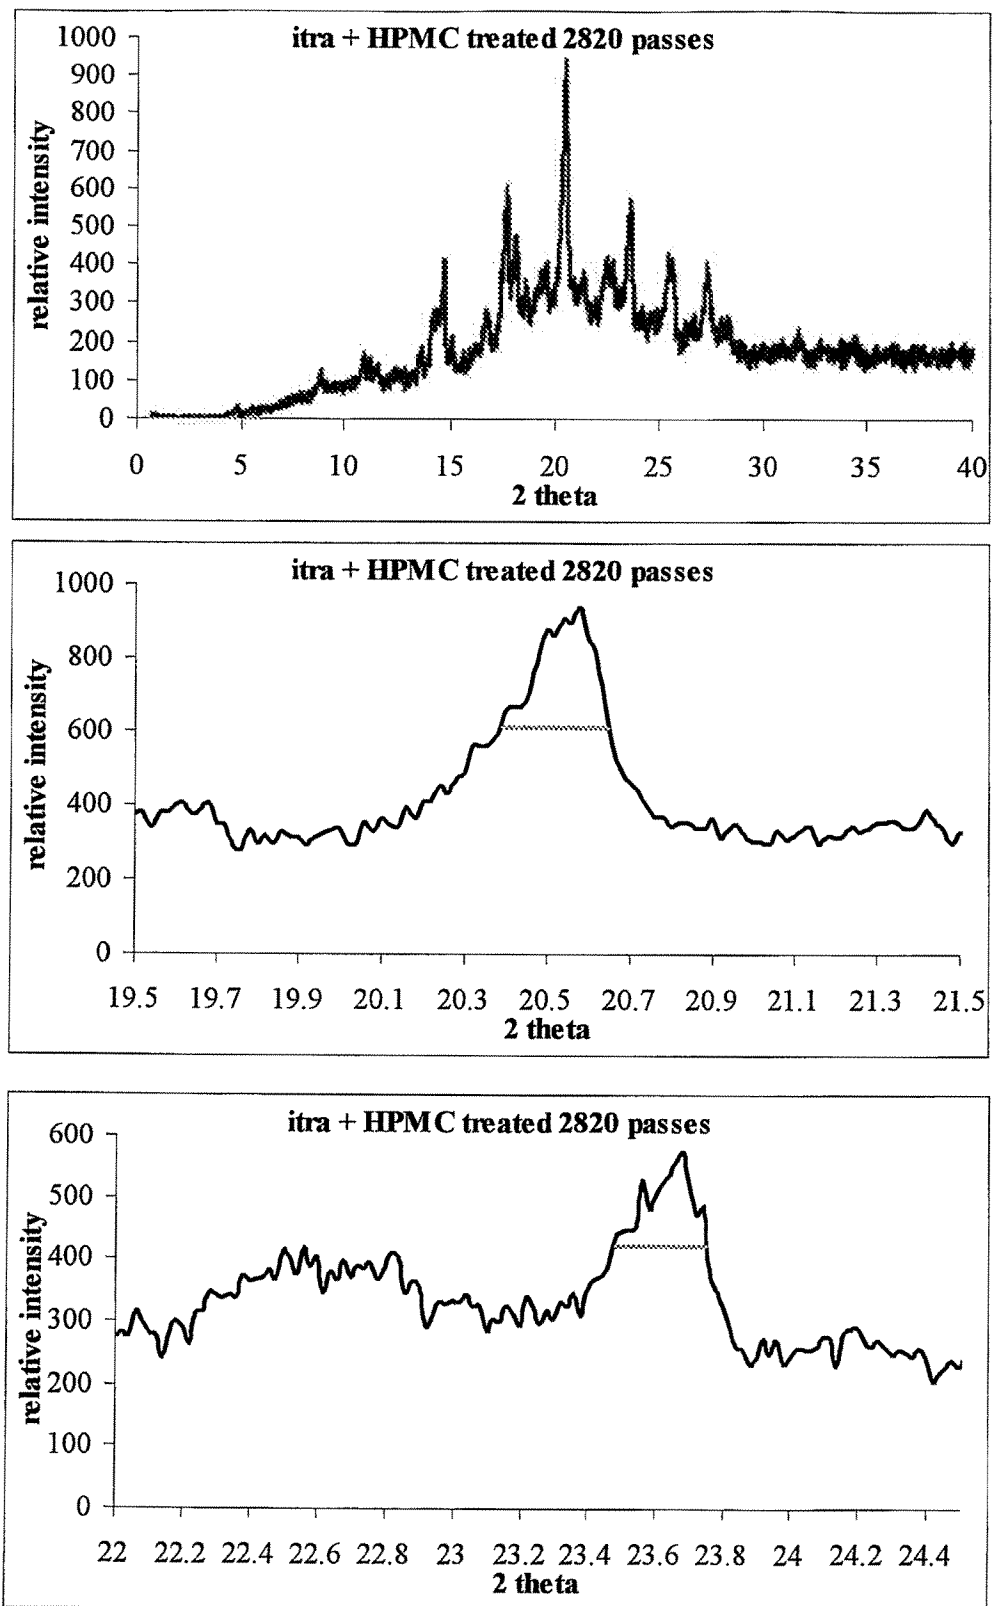 itra + HPMC treated 2820 passes
1000
900
800
700
600
500
400
300
200
100
0
relative intensity
0 5 10 15 20 25 30 35 40
2 theta
itra + HPMC treated 2820 passes
1000
800
600
400
200
0
relative intensity
19.5 19.7 19.9 20.1 20.3 20.5 20.7 20.9 21.1 21.3 21.5
2 theta
itra + HPMC treated 2820 passes
600
500
400
300
200
100
0
relative intensity
22 22.2 22.4 22.6 22.8 23 23.2 23.4 23.6 23.8 24 24.2 24.4
2 theta